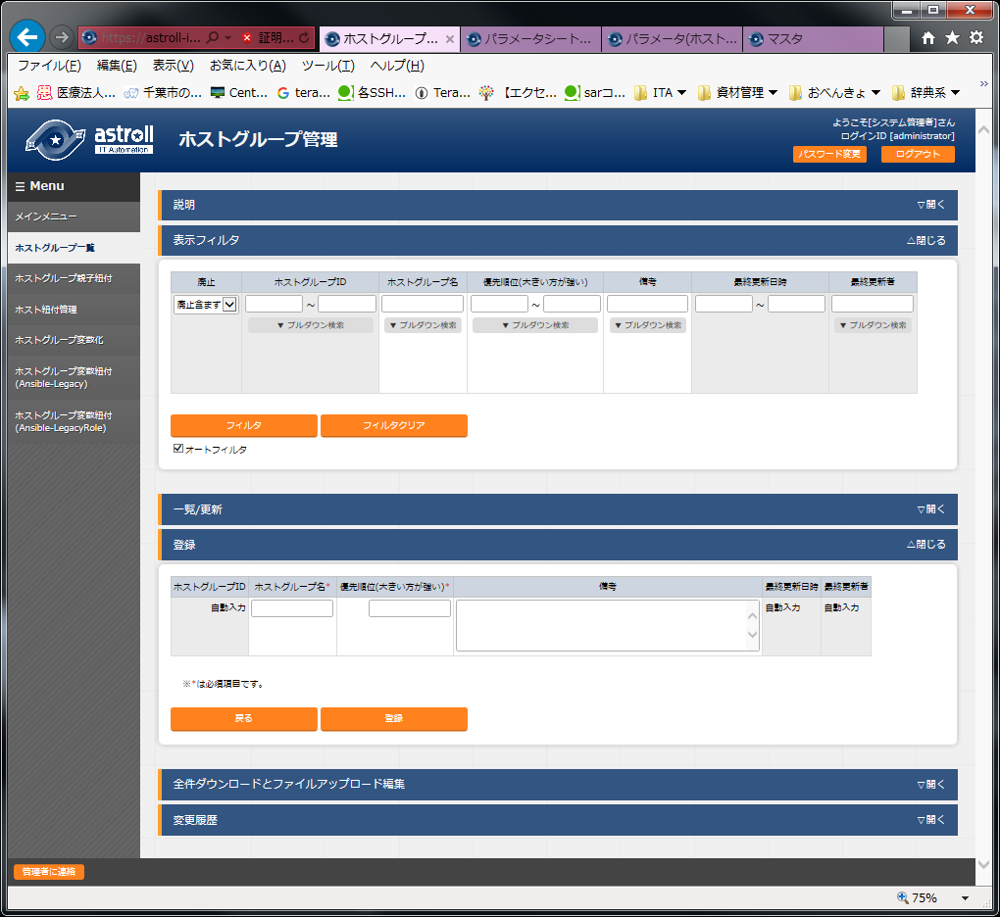 https://astroll-i...
証明...
ホストグループ...
パラメータシート...
パラメータ(ホスト...
マスタ
ファイル(F) 編集(E) 表示(V) お気に入り(A) ツール(T) ヘルプ(H)
医療法人... 千葉市の... Cent... tera... 各SSH... Tera... 【エクセ... sarコ... ITA 資材管理 おべんきょ 辞典系
astroll
IT Automation
ホストグループ管理
ようこそ[システム管理者]さん
ログインID [administrator]
パスワード変更 ログアウト
☰ Menu
メインメニュー
ホストグループ一覧
ホストグループ親子紐付
ホスト紐付管理
ホストグループ変数化
ホストグループ変数紐付
(Ansible-Legacy)
ホストグループ変数紐付
(Ansible-LegacyRole)
説明 ▽開く
表示フィルタ △閉じる
廃止 ホストグループID ホストグループ名 優先順位(大きい方が強い) 備考 最終更新日時 最終更新者
廃止含まず ~ ~ ~
▼ プルダウン検索 ▼ プルダウン検索 ▼ プルダウン検索 ▼ プルダウン検索 ▼ プルダウン検索
フィルタ フィルタクリア
オートフィルタ
一覧/更新 ▽開く
登録 △閉じる
ホストグループID ホストグループ名* 優先順位(大きい方が強い)* 備考 最終更新日時 最終更新者
自動入力 自動入力 自動入力
※*は必須項目です。
戻る 登録
全件ダウンロードとファイルアップロード編集 ▽開く
変更履歴 ▽開く
管理者に連絡
75%